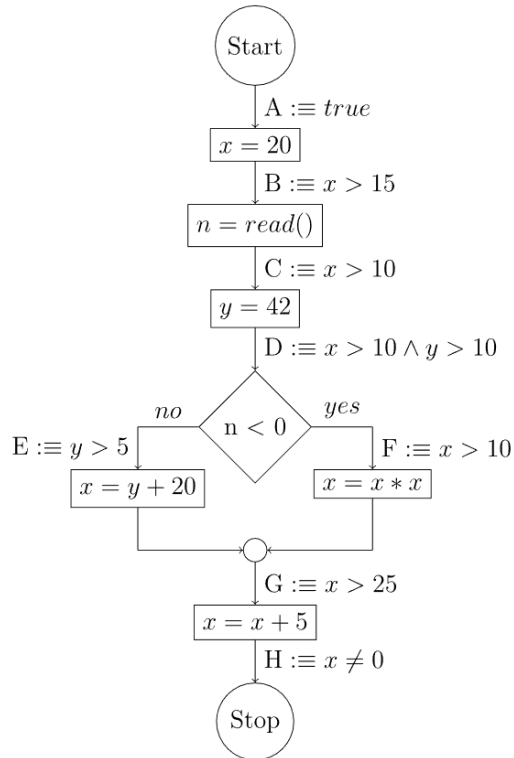 Start
A :≡ true
x = 20
B :≡ x > 15
n = read()
C :≡ x > 10
y = 42
D :≡ x > 10 ∧ y > 10
no
n < 0
yes
E :≡ y > 5
F :≡ x > 10
x = y + 20
x = x ∗ x
G :≡ x > 25
x = x + 5
H :≡ x ≠ 0
Stop